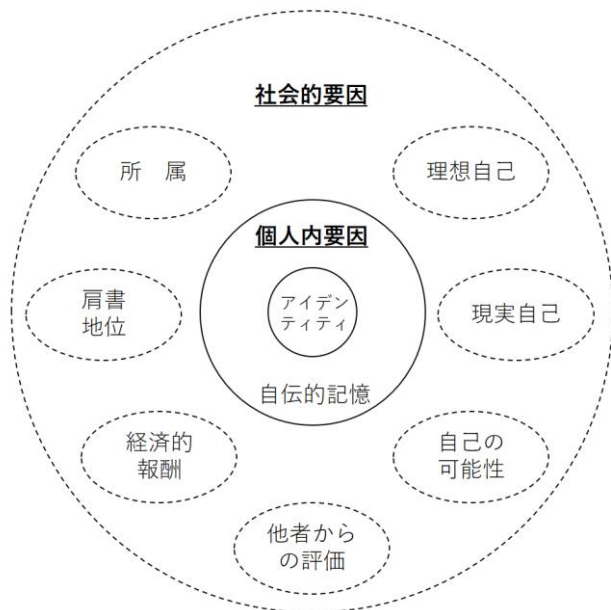 社会的要因
所　属
理想自己
個人内要因
肩書
地位
アイデン
ティティ
現実自己
自伝的記憶
経済的
報酬
自己の
可能性
他者から
の評価